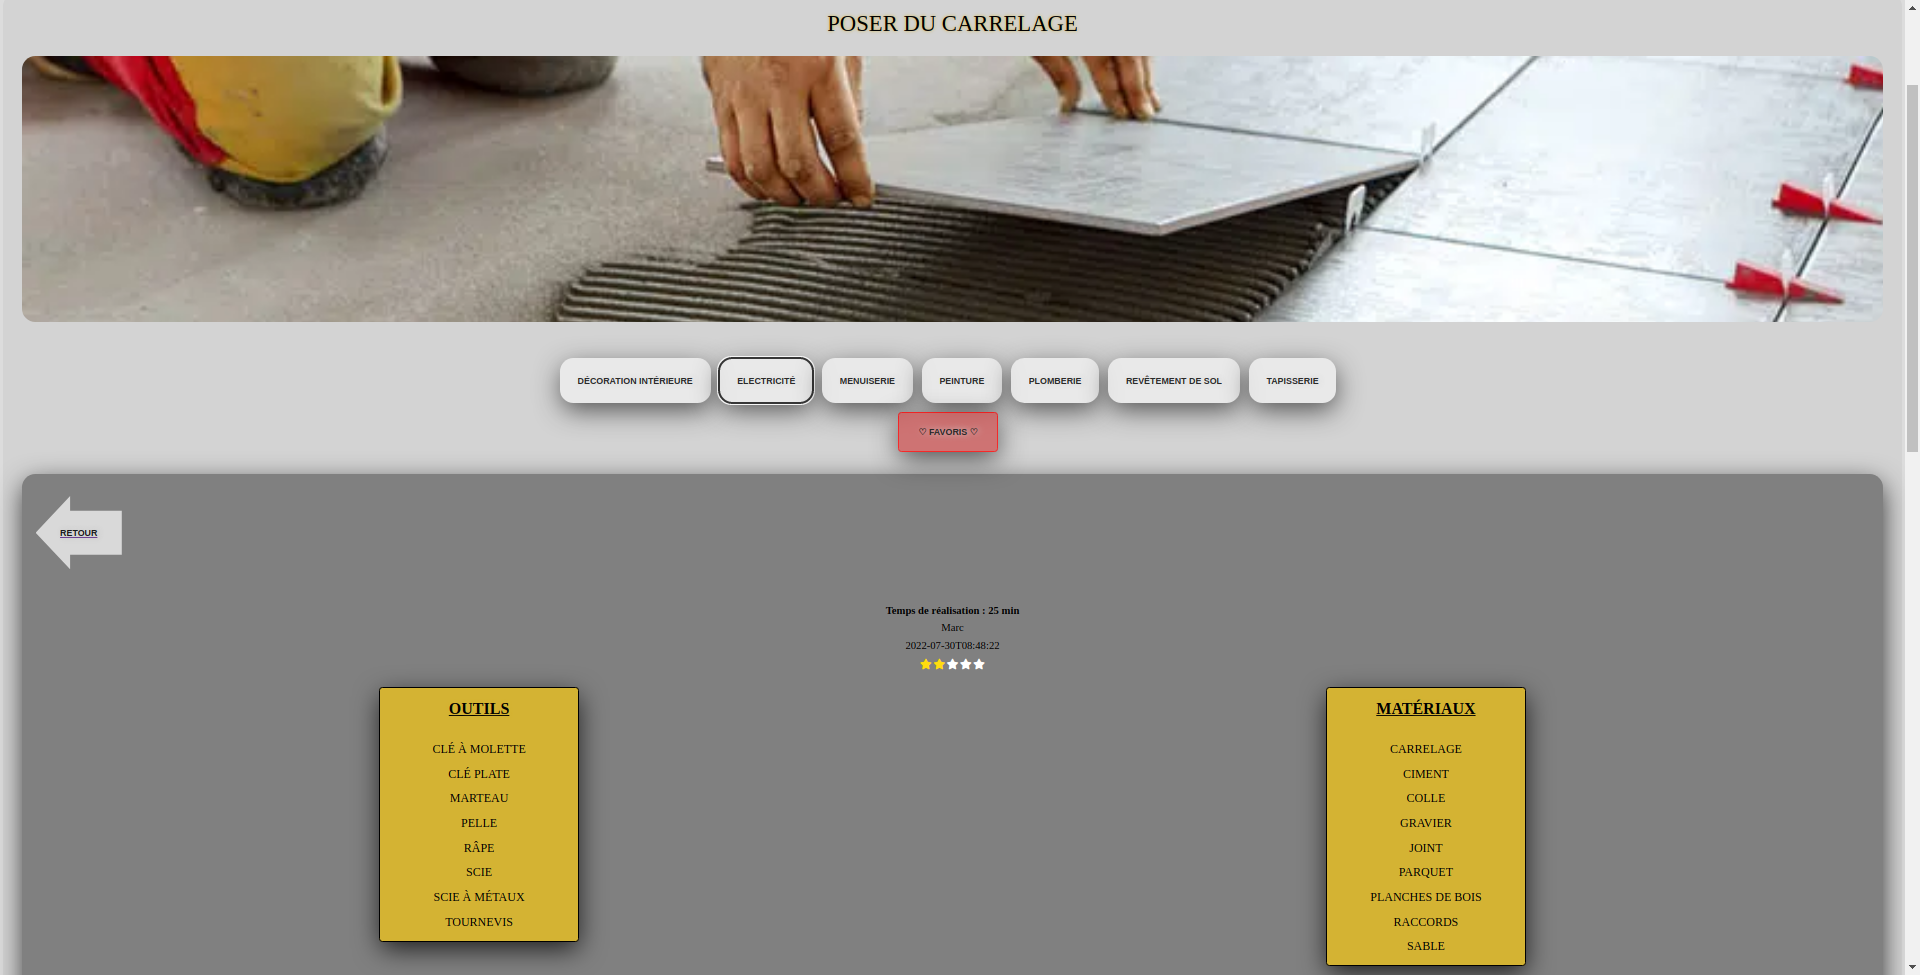 POSER DU CARRELAGE
DÉCORATION INTÉRIEURE
ELECTRICITÉ
MENUISERIE
PEINTURE
PLOMBERIE
REVÊTEMENT DE SOL
TAPISSERIE
♡ FAVORIS ♡
RETOUR
Temps de réalisation : 25 min
Marc
2022-07-30T08:48:22
OUTILS
CLÉ À MOLETTE
CLÉ PLATE
MARTEAU
PELLE
RÂPE
SCIE
SCIE À MÉTAUX
TOURNEVIS
MATÉRIAUX
CARRELAGE
CIMENT
COLLE
GRAVIER
JOINT
PARQUET
PLANCHES DE BOIS
RACCORDS
SABLE